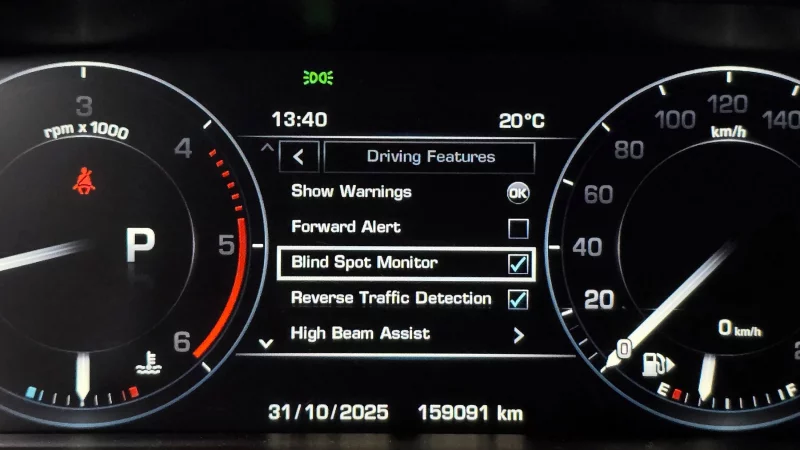 3
rpm x 1000
4
5
6
P
13:40
20°C
Driving Features
Show Warnings OK
Forward Alert
Blind Spot Monitor
Reverse Traffic Detection
High Beam Assist
31/10/2025 159091 km
0
20
40
60
80
100
120
140
km/h
0 km/h
E
F